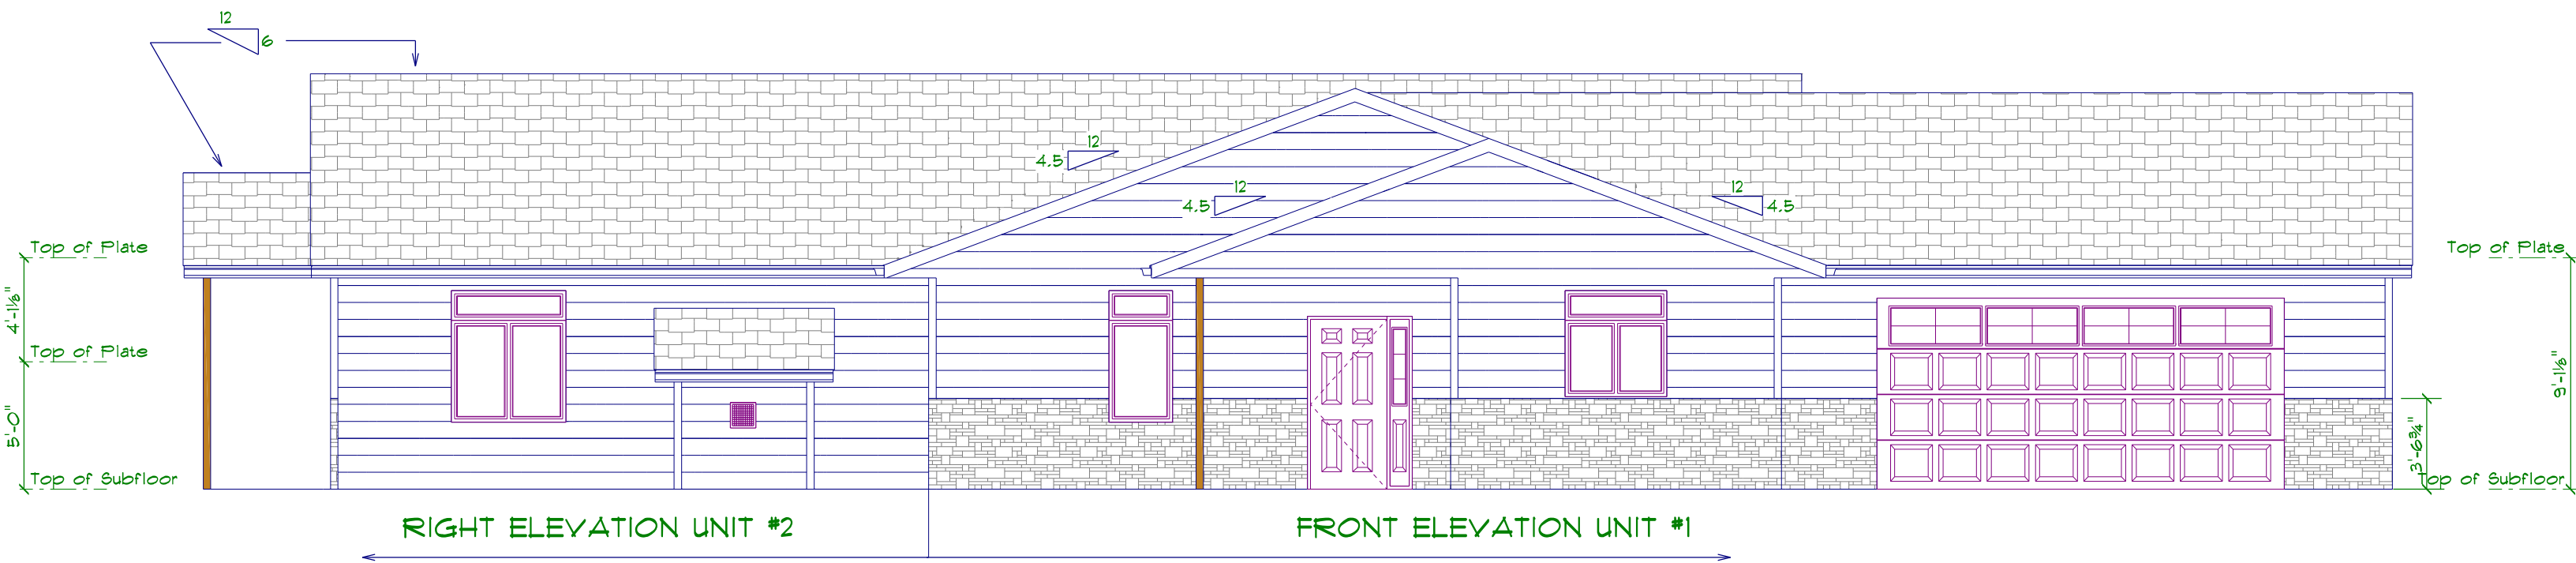 12
6
12
4.5
12
4.5
12
4.5
Top of Plate
Top of Plate
4'-1⅛"
Top of Plate
9'-1⅛"
5'-0"
3'-6¾"
Top of Subfloor
Top of Subfloor
RIGHT ELEVATION UNIT #2
FRONT ELEVATION UNIT #1